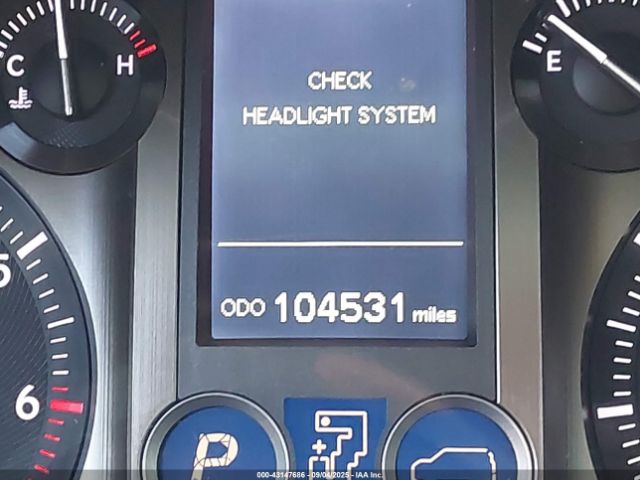 C H
E
CHECK
HEADLIGHT SYSTEM
5
ODO 104531 miles
6
P
000-43147686 - 09/04/2025 - IAA Inc.